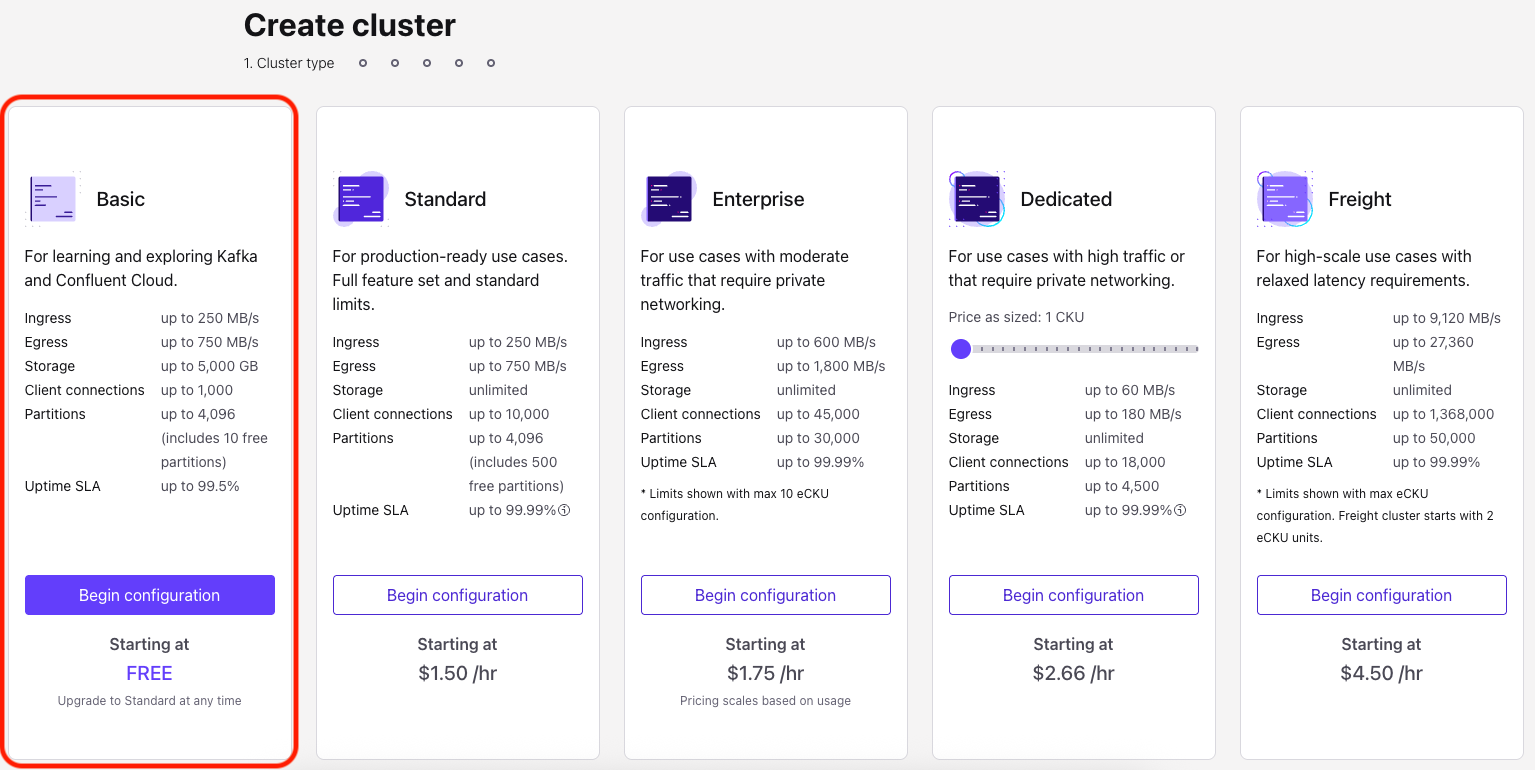 Create cluster
1. Cluster type
Basic
For learning and exploring Kafka
and Confluent Cloud.
Ingress up to 250 MB/s
Egress up to 750 MB/s
Storage up to 5,000 GB
Client connections up to 1,000
Partitions up to 4,096
(includes 10 free
partitions)
Uptime SLA up to 99.5%
Begin configuration
Starting at
FREE
Upgrade to Standard at any time
Standard
For production-ready use cases.
Full feature set and standard
limits.
Ingress up to 250 MB/s
Egress up to 750 MB/s
Storage unlimited
Client connections up to 10,000
Partitions up to 4,096
(includes 500
free partitions)
Uptime SLA up to 99.99%①
Begin configuration
Starting at
$1.50 /hr
Enterprise
For use cases with moderate
traffic that require private
networking.
Ingress up to 600 MB/s
Egress up to 1,800 MB/s
Storage unlimited
Client connections up to 45,000
Partitions up to 30,000
Uptime SLA up to 99.99%
* Limits shown with max 10 eCKU
configuration.
Begin configuration
Starting at
$1.75 /hr
Pricing scales based on usage
Dedicated
For use cases with high traffic or
that require private networking.
Price as sized: 1 CKU
Ingress up to 60 MB/s
Egress up to 180 MB/s
Storage unlimited
Client connections up to 18,000
Partitions up to 4,500
Uptime SLA up to 99.99%①
Begin configuration
Starting at
$2.66 /hr
Freight
For high-scale use cases with
relaxed latency requirements.
Ingress up to 9,120 MB/s
Egress up to 27,360
MB/s
Storage unlimited
Client connections up to 1,368,000
Partitions up to 50,000
Uptime SLA up to 99.99%
* Limits shown with max eCKU
configuration. Freight cluster starts with 2
eCKU units.
Begin configuration
Starting at
$4.50 /hr